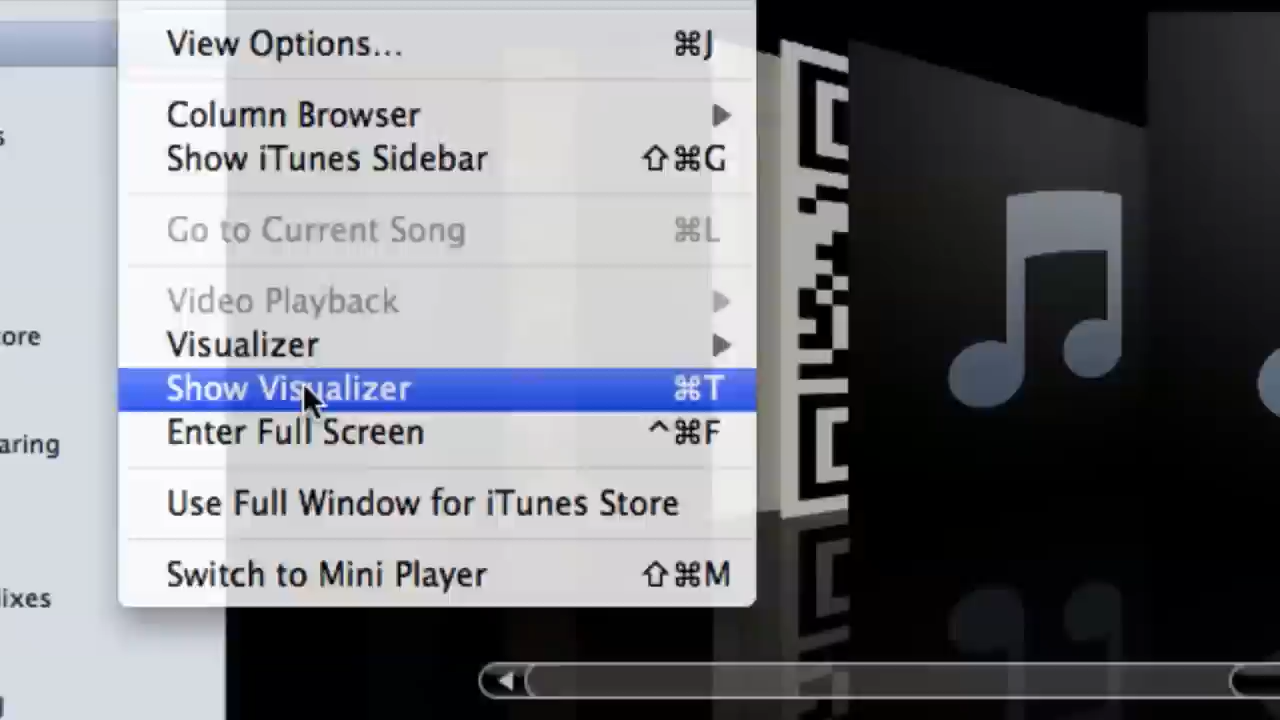 View Options... ⌘J
Column Browser
Show iTunes Sidebar ⇧⌘G
Go to Current Song ⌘L
Video Playback
Visualizer
Show Visualizer ⌘T
Enter Full Screen ^⌘F
Use Full Window for iTunes Store
Switch to Mini Player ⇧⌘M
ore
aring
ixes